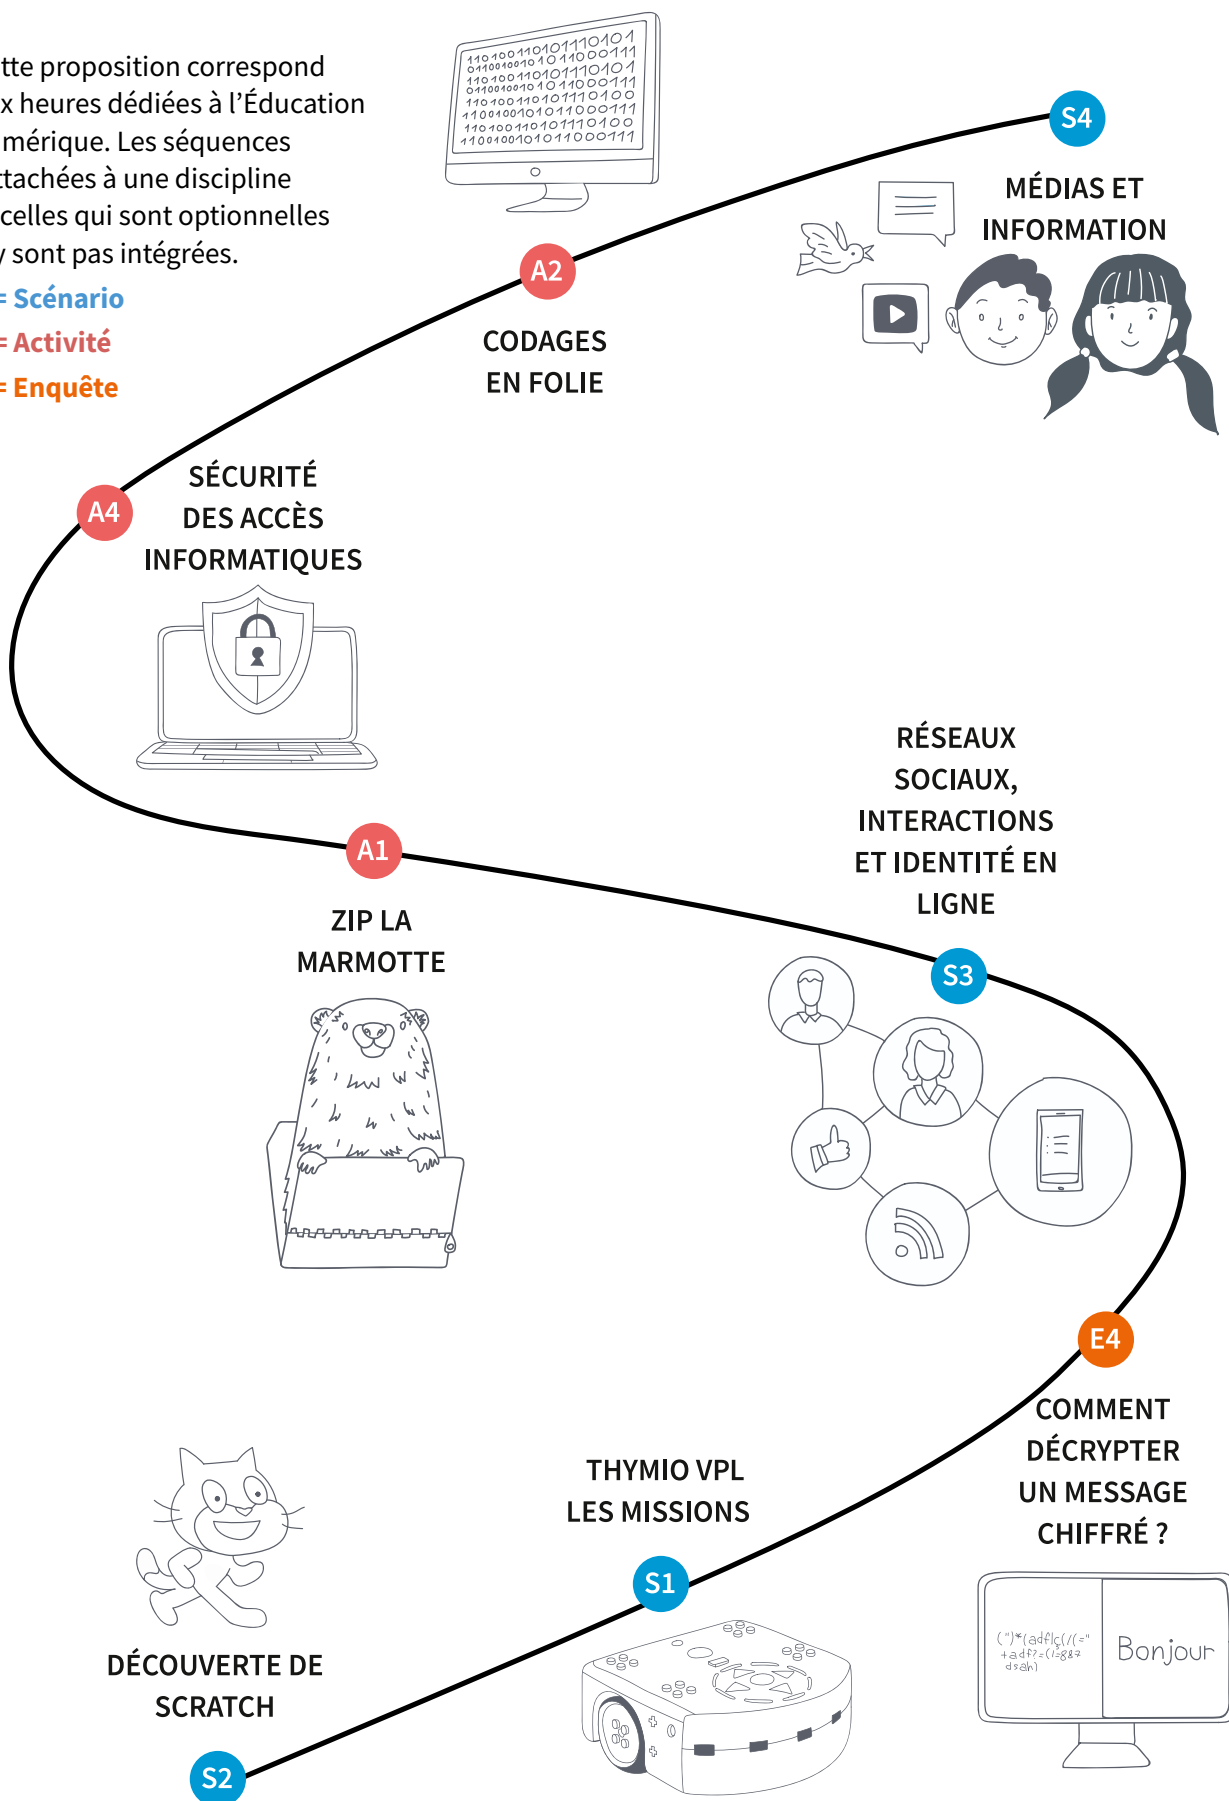 tte proposition correspond
x heures dédiées à l'Éducation
mérique. Les séquences
ttachées à une discipline
celles qui sont optionnelles
y sont pas intégrées.
= Scénario
= Activité
= Enquête
110100110101110101
S4
MÉDIAS ET
INFORMATION
A2
CODAGES
EN FOLIE
A4
SÉCURITÉ
DES ACCÈS
INFORMATIQUES
A1
ZIP LA
MARMOTTE
RÉSEAUX
SOCIAUX,
INTERACTIONS
ET IDENTITÉ EN
LIGNE
S3
E4
COMMENT
DÉCRYPTER
UN MESSAGE
CHIFFRÉ ?
Bonjour
THYMIO VPL
LES MISSIONS
S1
DÉCOUVERTE DE
SCRATCH
S2